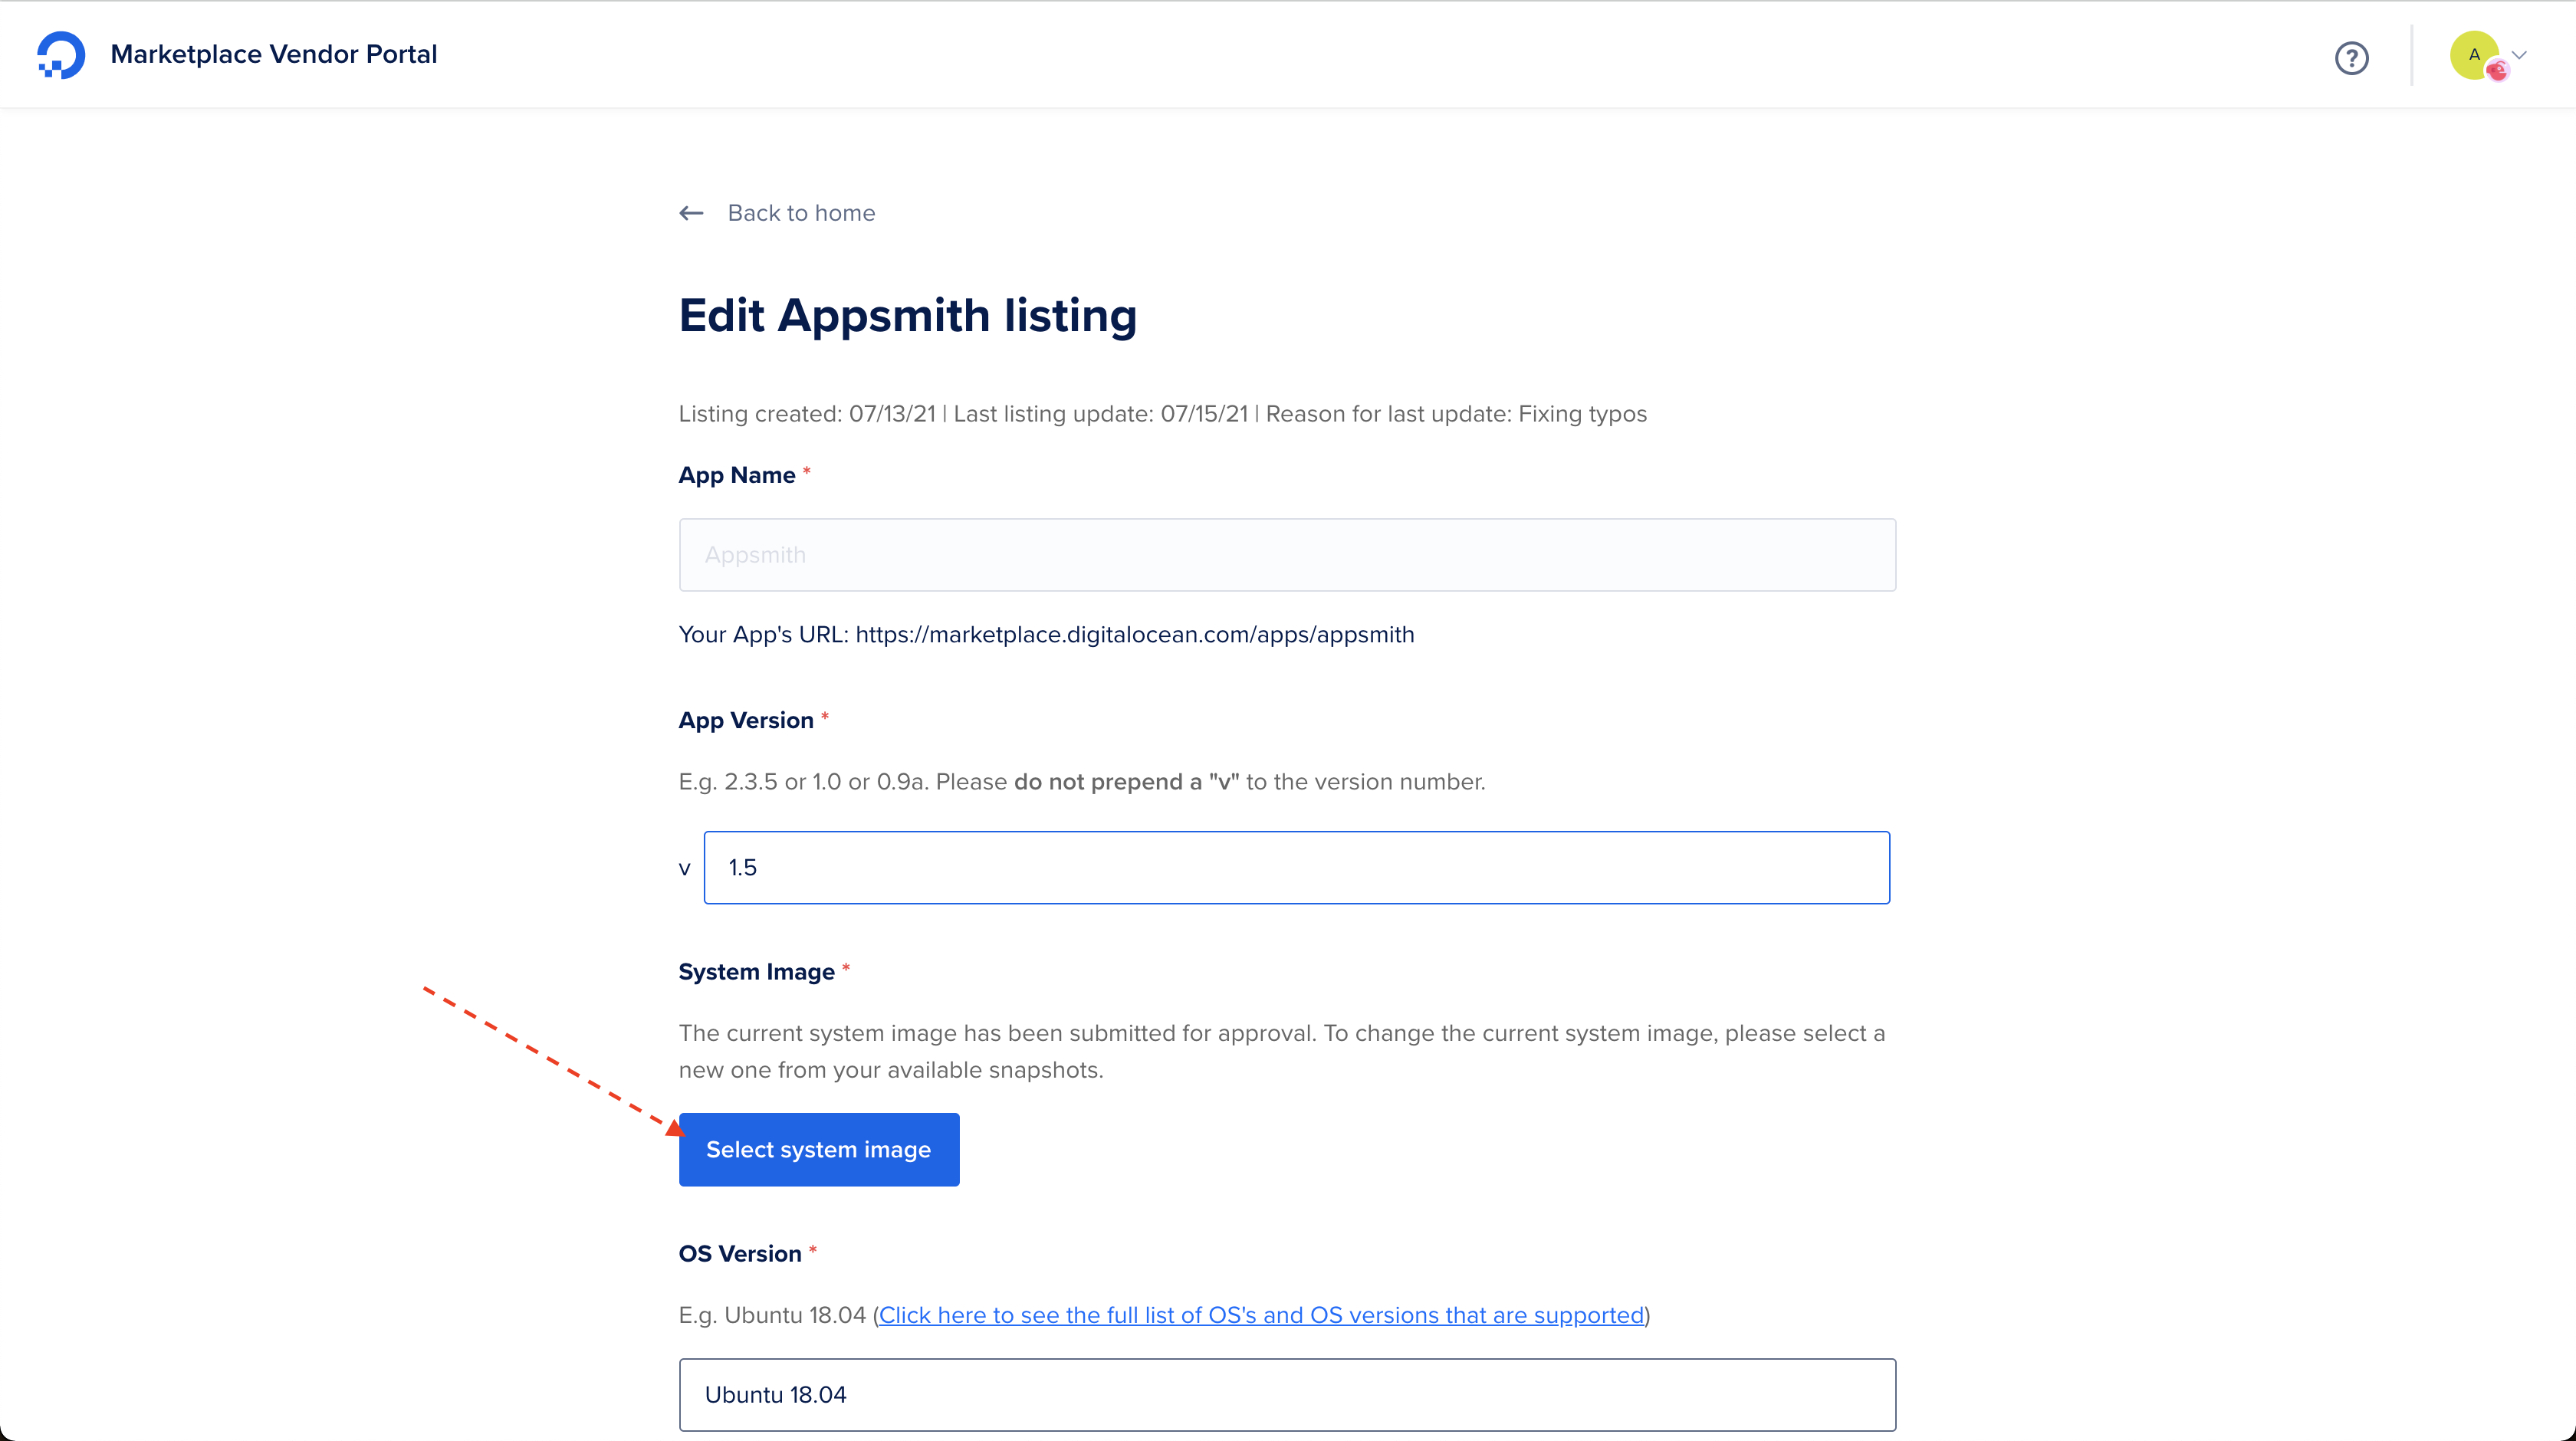 Marketplace Vendor Portal
?
A
← Back to home
Edit Appsmith listing
Listing created: 07/13/21 | Last listing update: 07/15/21 | Reason for last update: Fixing typos
App Name *
Appsmith
Your App's URL: https://marketplace.digitalocean.com/apps/appsmith
App Version *
E.g. 2.3.5 or 1.0 or 0.9a. Please do not prepend a "v" to the version number.
v 1.5
System Image *
The current system image has been submitted for approval. To change the current system image, please select a
new one from your available snapshots.
Select system image
OS Version *
E.g. Ubuntu 18.04 (Click here to see the full list of OS's and OS versions that are supported)
Ubuntu 18.04